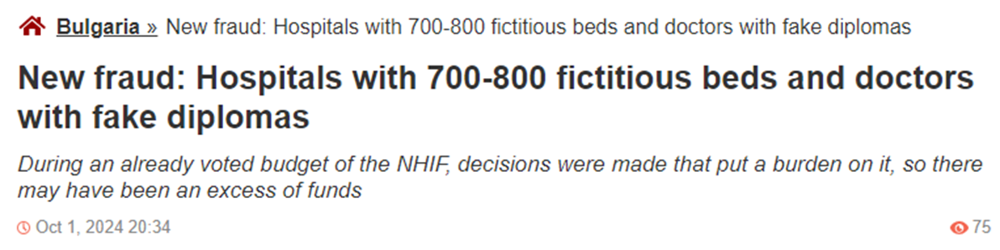 Bulgaria » New fraud: Hospitals with 700-800 fictitious beds and doctors with fake diplomas
New fraud: Hospitals with 700-800 fictitious beds and doctors
with fake diplomas
During an already voted budget of the NHIF, decisions were made that put a burden on it, so there
may have been an excess of funds
Oct 1, 2024 20:34 75